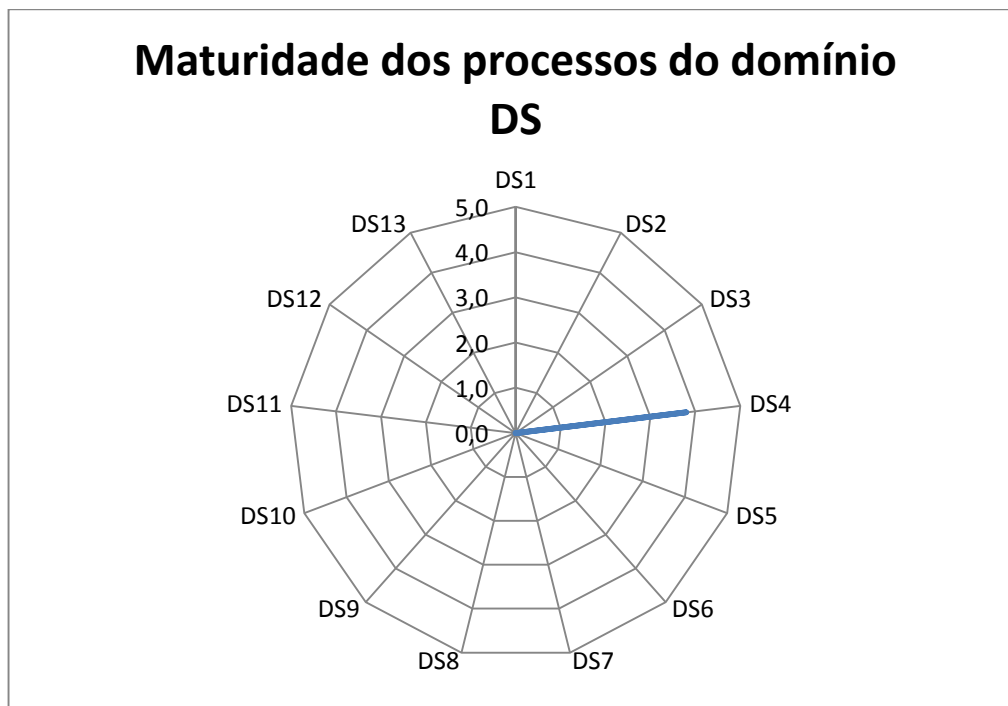 Maturidade dos processos do domínio
DS
DS1
DS2
DS3
DS4
DS5
DS6
DS7
DS8
DS9
DS10
DS11
DS12
DS13
5,0
4,0
3,0
2,0
1,0
0,0